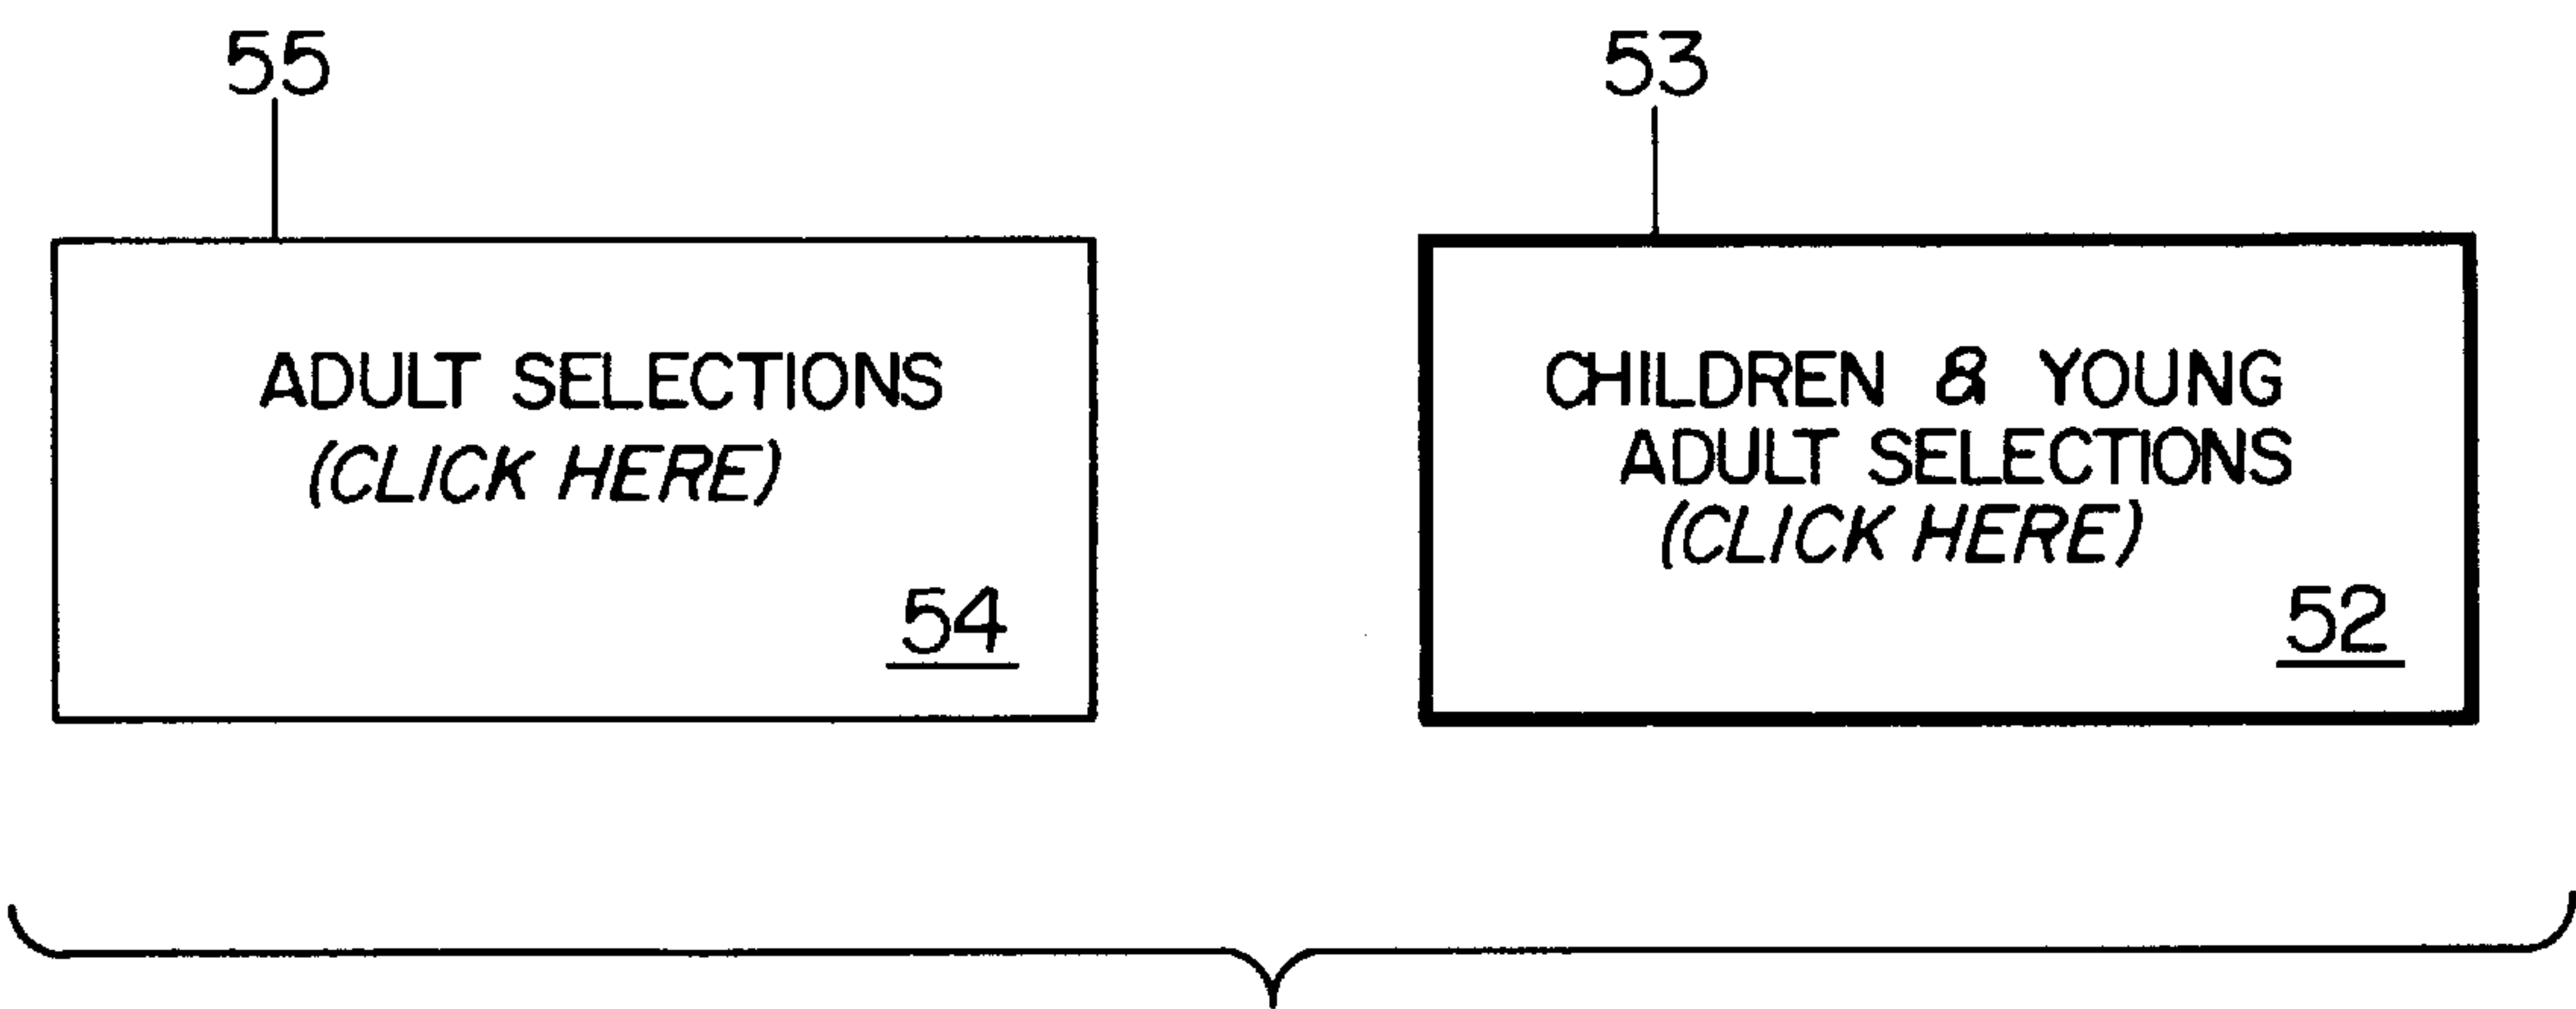 55
ADULT SELECTIONS
(CLICK HERE)
54
53
CHILDREN & YOUNG
ADULT SELECTIONS
(CLICK HERE)
52